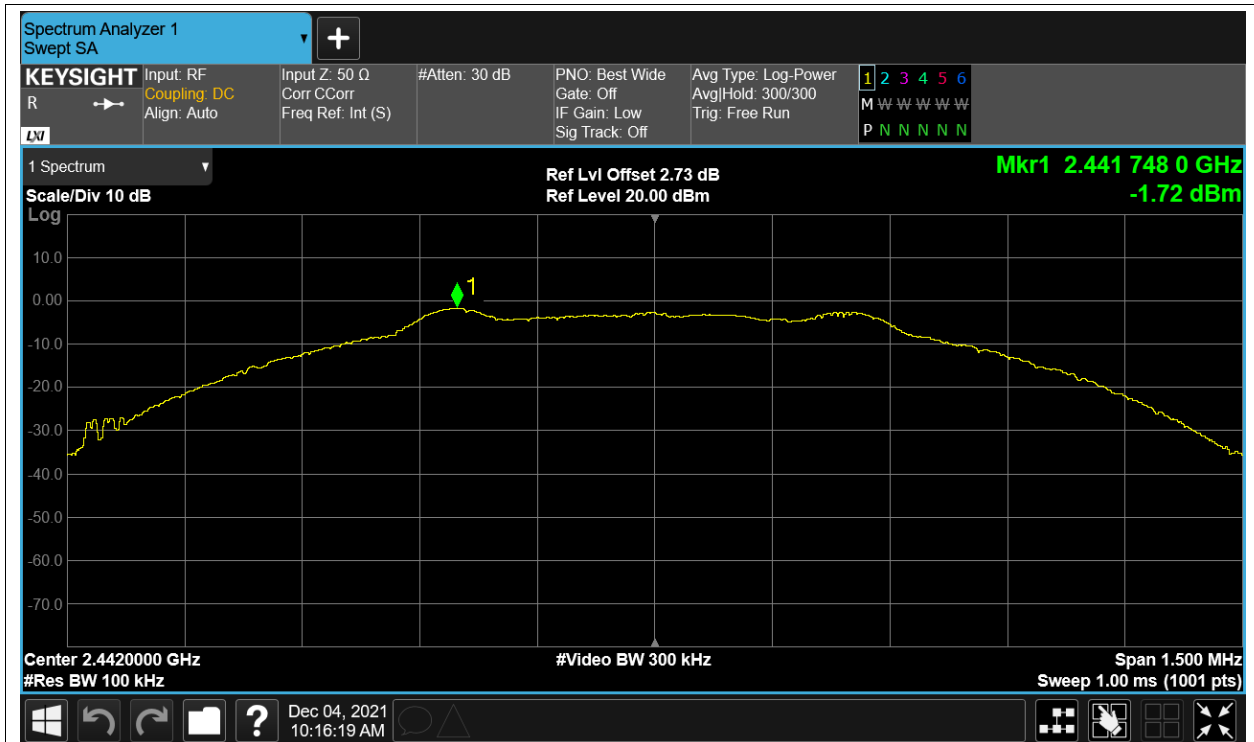 Spectrum Analyzer 1
Swept SA
KEYSIGHT
R
LXI
Input: RF
Coupling: DC
Align: Auto
Input Z: 50 Ω
Corr CCorr
Freq Ref: Int (S)
#Atten: 30 dB
PNO: Best Wide
Gate: Off
IF Gain: Low
Sig Track: Off
Avg Type: Log-Power
Avg|Hold: 300/300
Trig: Free Run
1 2 3 4 5 6
M W W W W W
P N N N N N
1 Spectrum
Scale/Div 10 dB
Ref Lvl Offset 2.73 dB
Ref Level 20.00 dBm
Mkr1 2.441 748 0 GHz
-1.72 dBm
Log
1
10.0
0.00
-10.0
-20.0
-30.0
-40.0
-50.0
-60.0
-70.0
Center 2.4420000 GHz
#Res BW 100 kHz
#Video BW 300 kHz
Span 1.500 MHz
Sweep 1.00 ms (1001 pts)
?
Dec 04, 2021
10:16:19 AM